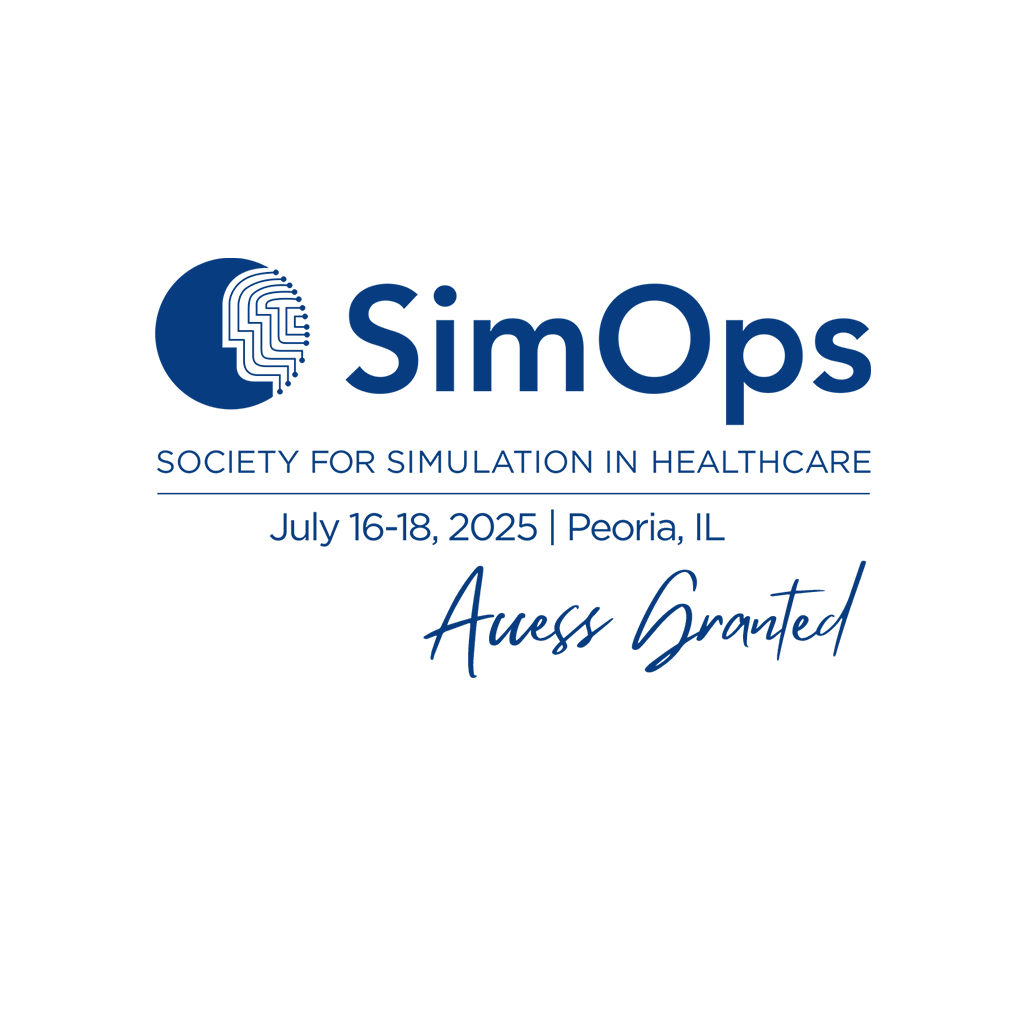 SimOps
SOCIETY FOR SIMULATION IN HEALTHCARE
July 16-18, 2025 | Peoria, IL
Access Granted